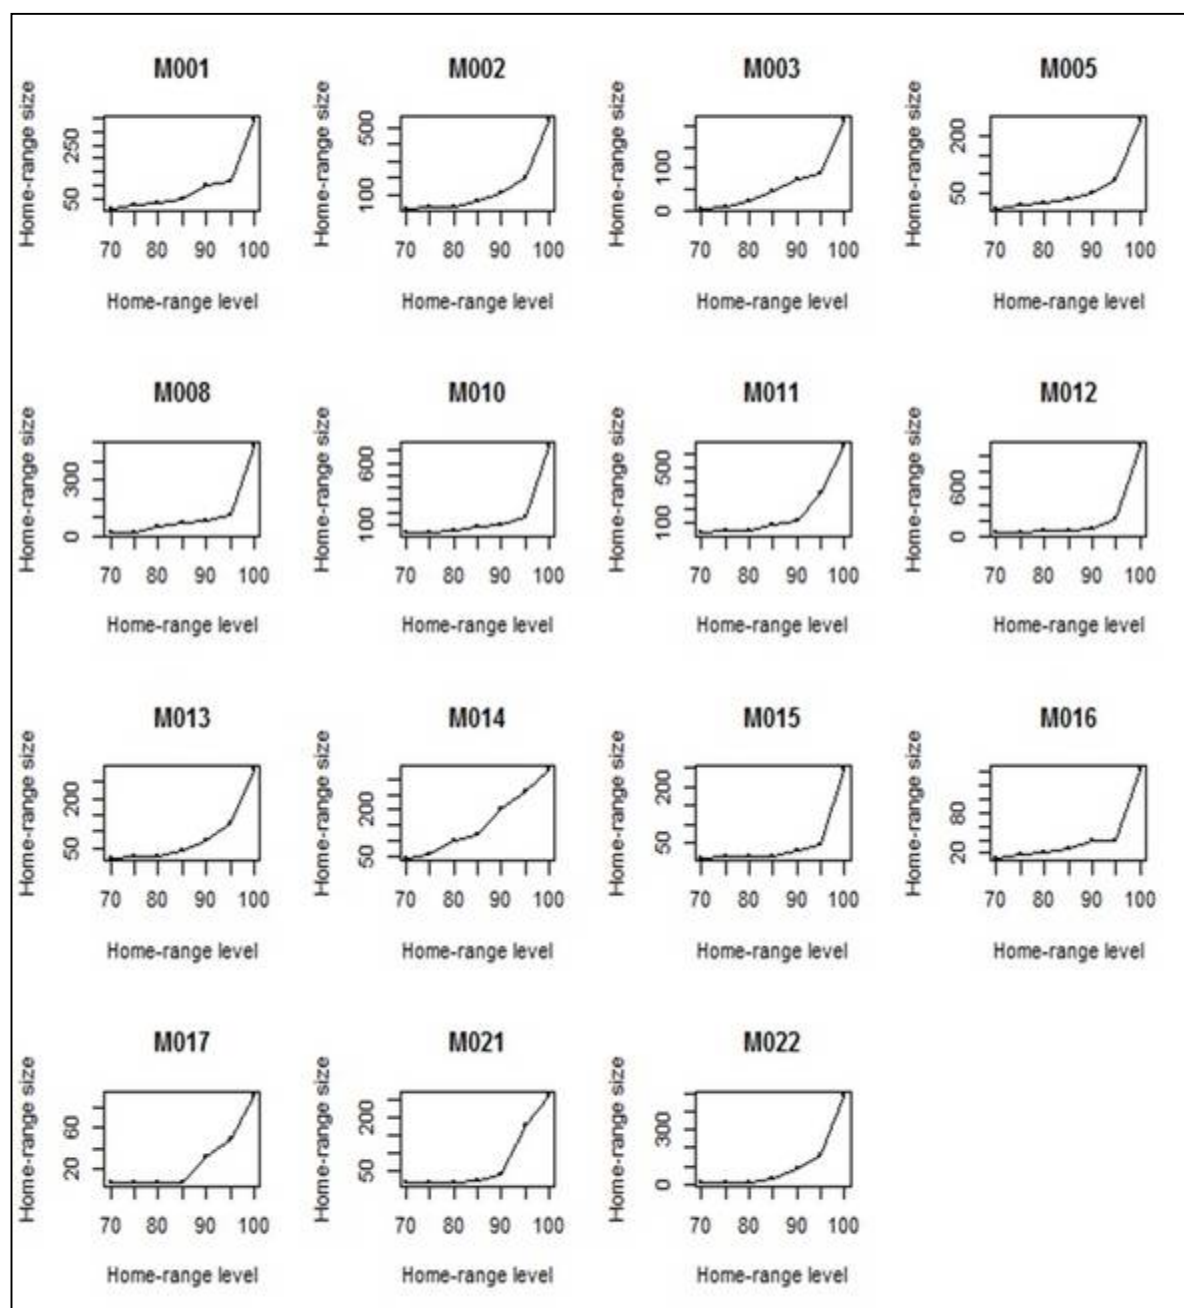 M001 M002 M003 M005
Home-range size Home-range size Home-range size Home-range size
50 250 100 500 0 100 50 200
70 80 90 100 70 80 90 100 70 80 90 100 70 80 90 100
Home-range level Home-range level Home-range level Home-range level
M008 M010 M011 M012
Home-range size Home-range size Home-range size Home-range size
0 300 100 600 100 500 0 600
70 80 90 100 70 80 90 100 70 80 90 100 70 80 90 100
Home-range level Home-range level Home-range level Home-range level
M013 M014 M015 M016
Home-range size Home-range size Home-range size Home-range size
50 200 50 200 50 200 20 80
70 80 90 100 70 80 90 100 70 80 90 100 70 80 90 100
Home-range level Home-range level Home-range level Home-range level
M017 M021 M022
Home-range size Home-range size Home-range size
20 60 50 200 0 300
70 80 90 100 70 80 90 100 70 80 90 100
Home-range level Home-range level Home-range level